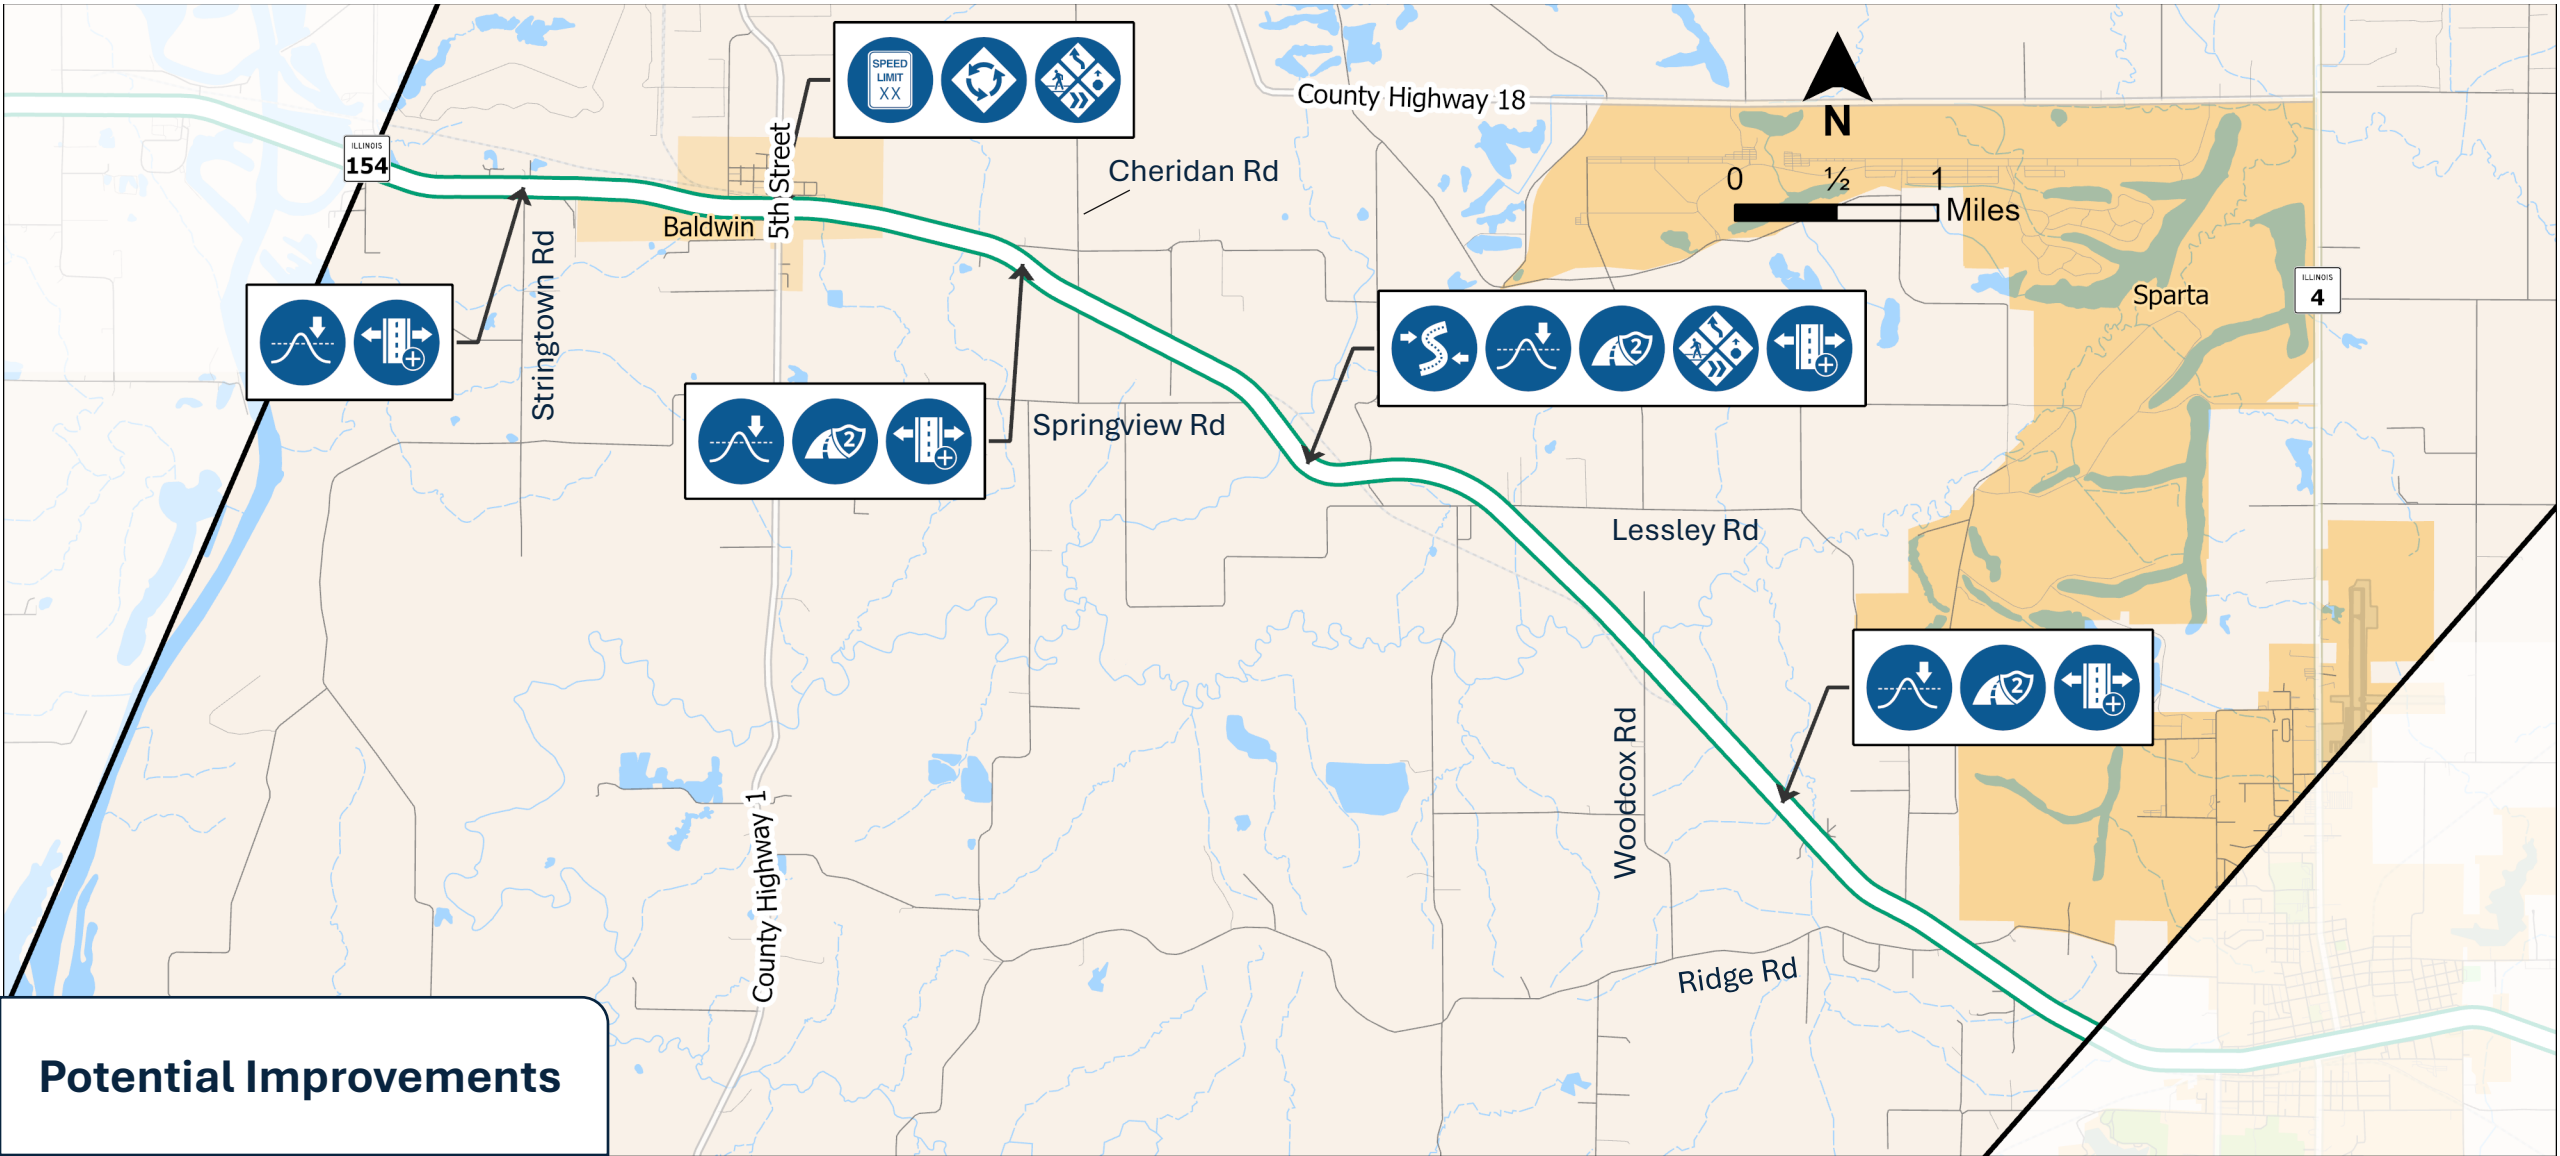 SPEED
LIMIT
XX
County Highway 18
N
0 ½ 1
Miles
ILLINOIS
154
5th Street
Cheridan Rd
Baldwin
Stringtown Rd
ILLINOIS
4
Sparta
2
2
Springview Rd
Lessley Rd
2
Woodcox Rd
County Highway 1
Ridge Rd
Potential Improvements